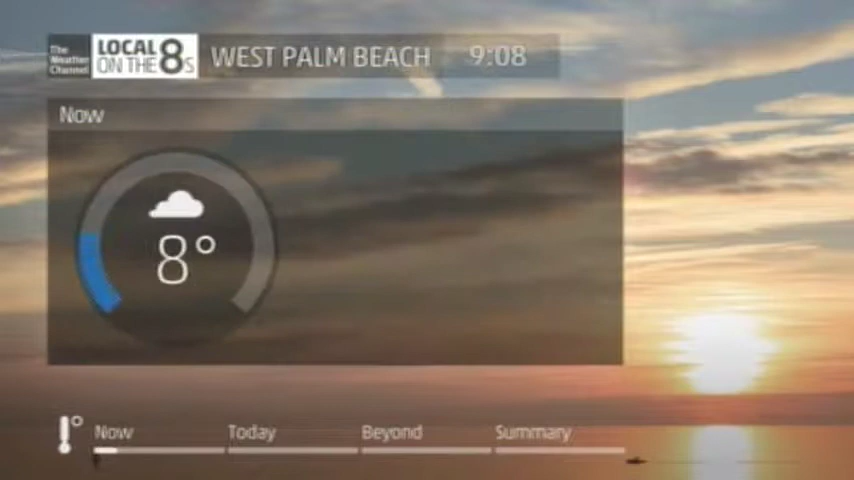 The
Weather
Channel
LOCAL
ON THE 8s
WEST PALM BEACH 9:08
Now
8°
Now Today Beyond Summary